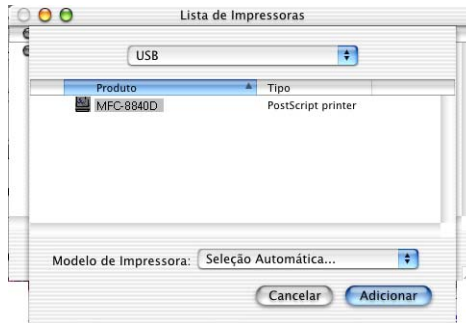 Lista de Impressoras
USB
Produto Tipo
MFC-8840D PostScript printer
Modelo de Impressora: Seleção Automática...
Cancelar Adicionar